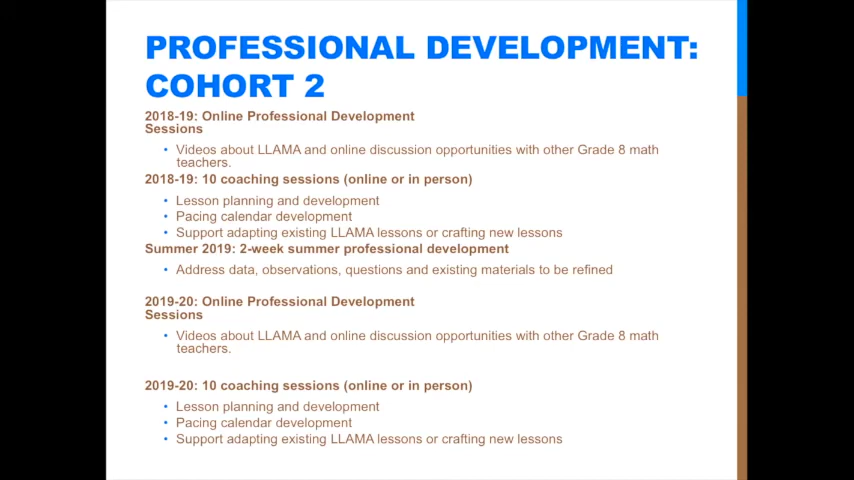 PROFESSIONAL DEVELOPMENT:
COHORT 2
2018-19: Online Professional Development
Sessions
• Videos about LLAMA and online discussion opportunities with other Grade 8 math
teachers.
2018-19: 10 coaching sessions (online or in person)
• Lesson planning and development
• Pacing calendar development
• Support adapting existing LLAMA lessons or crafting new lessons
Summer 2019: 2-week summer professional development
• Address data, observations, questions and existing materials to be refined
2019-20: Online Professional Development
Sessions
• Videos about LLAMA and online discussion opportunities with other Grade 8 math
teachers.
2019-20: 10 coaching sessions (online or in person)
• Lesson planning and development
• Pacing calendar development
• Support adapting existing LLAMA lessons or crafting new lessons